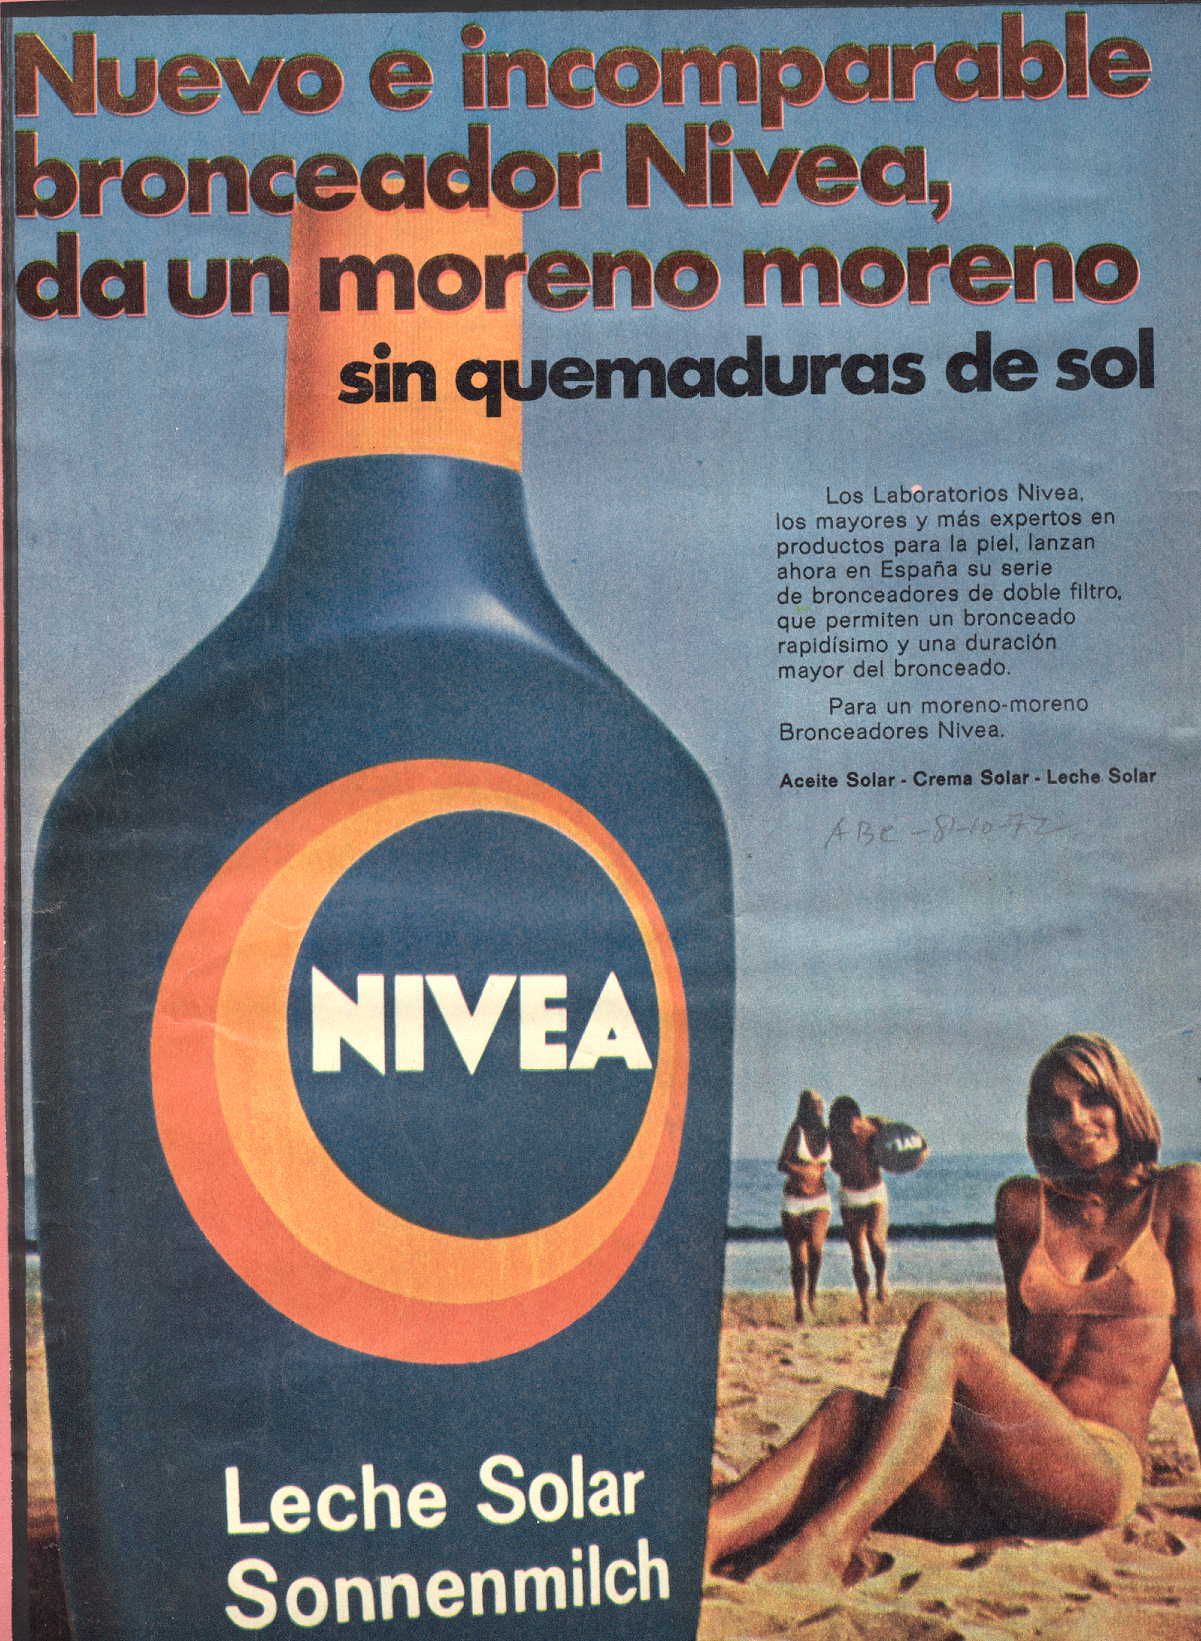 Nuevo e incomparable
bronceador Nivea,
da un moreno moreno
sin quemaduras de sol
Los Laboratorios Nivea,
los mayores y más expertos en
productos para la piel, lanzan
ahora en España su serie
de bronceadores de doble filtro,
que permiten un bronceado
rapidísimo y una duración
mayor del bronceado.
Para un moreno-moreno
Bronceadores Nivea.
Aceite Solar - Crema Solar - Leche Solar
ABC
NIVEA
Leche Solar
Sonnenmilch